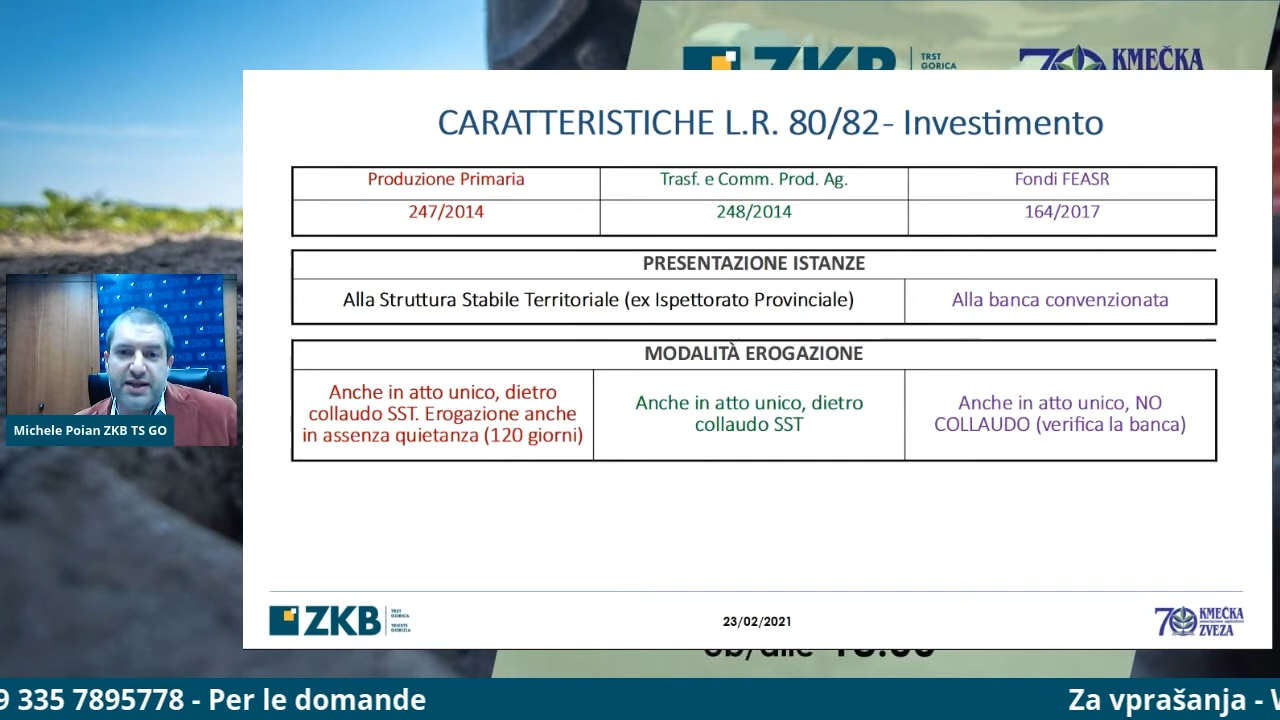 ZKB
TRST
GORICA
70
KMEČKA
CARATTERISTICHE L.R. 80/82- Investimento
Produzione Primaria
Trasf. e Comm. Prod. Ag.
Fondi FEASR
247/2014
248/2014
164/2017
PRESENTAZIONE ISTANZE
Alla Struttura Stabile Territoriale (ex Ispettorato Provinciale)
Alla banca convenzionata
MODALITÀ EROGAZIONE
Anche in atto unico, dietro
collaudo SST. Erogazione anche
in assenza quietanza (120 giorni)
Anche in atto unico, dietro
collaudo SST
Anche in atto unico, NO
COLLAUDO (verifica la banca)
Michele Poian ZKB TS GO
ZKB
TRST
GORICA
TRIESTE
GORIZIA
23/02/2021
70
KMEČKA
ZVEZA
ob/alle
9 335 7895778 - Per le domande
Za vprašanja -